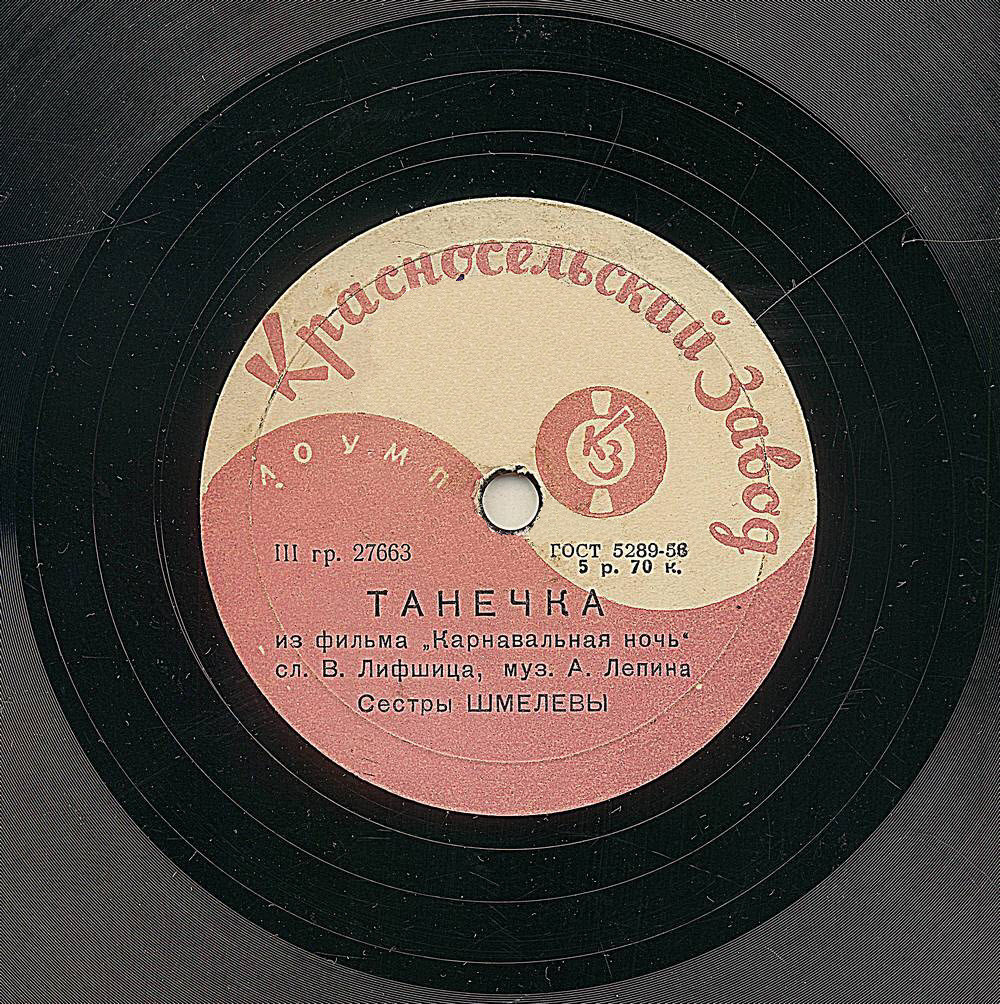 Красносельский Завод
ЛОУМП
КЗ
III гр. 27663
ГОСТ 5289-56
5 р. 70 к.
ТАНЕЧКА
из фильма „Карнавальная ночь“
сл. В. Лифшица, муз. А. Лепина
Сестры ШМЕЛЕВЫ